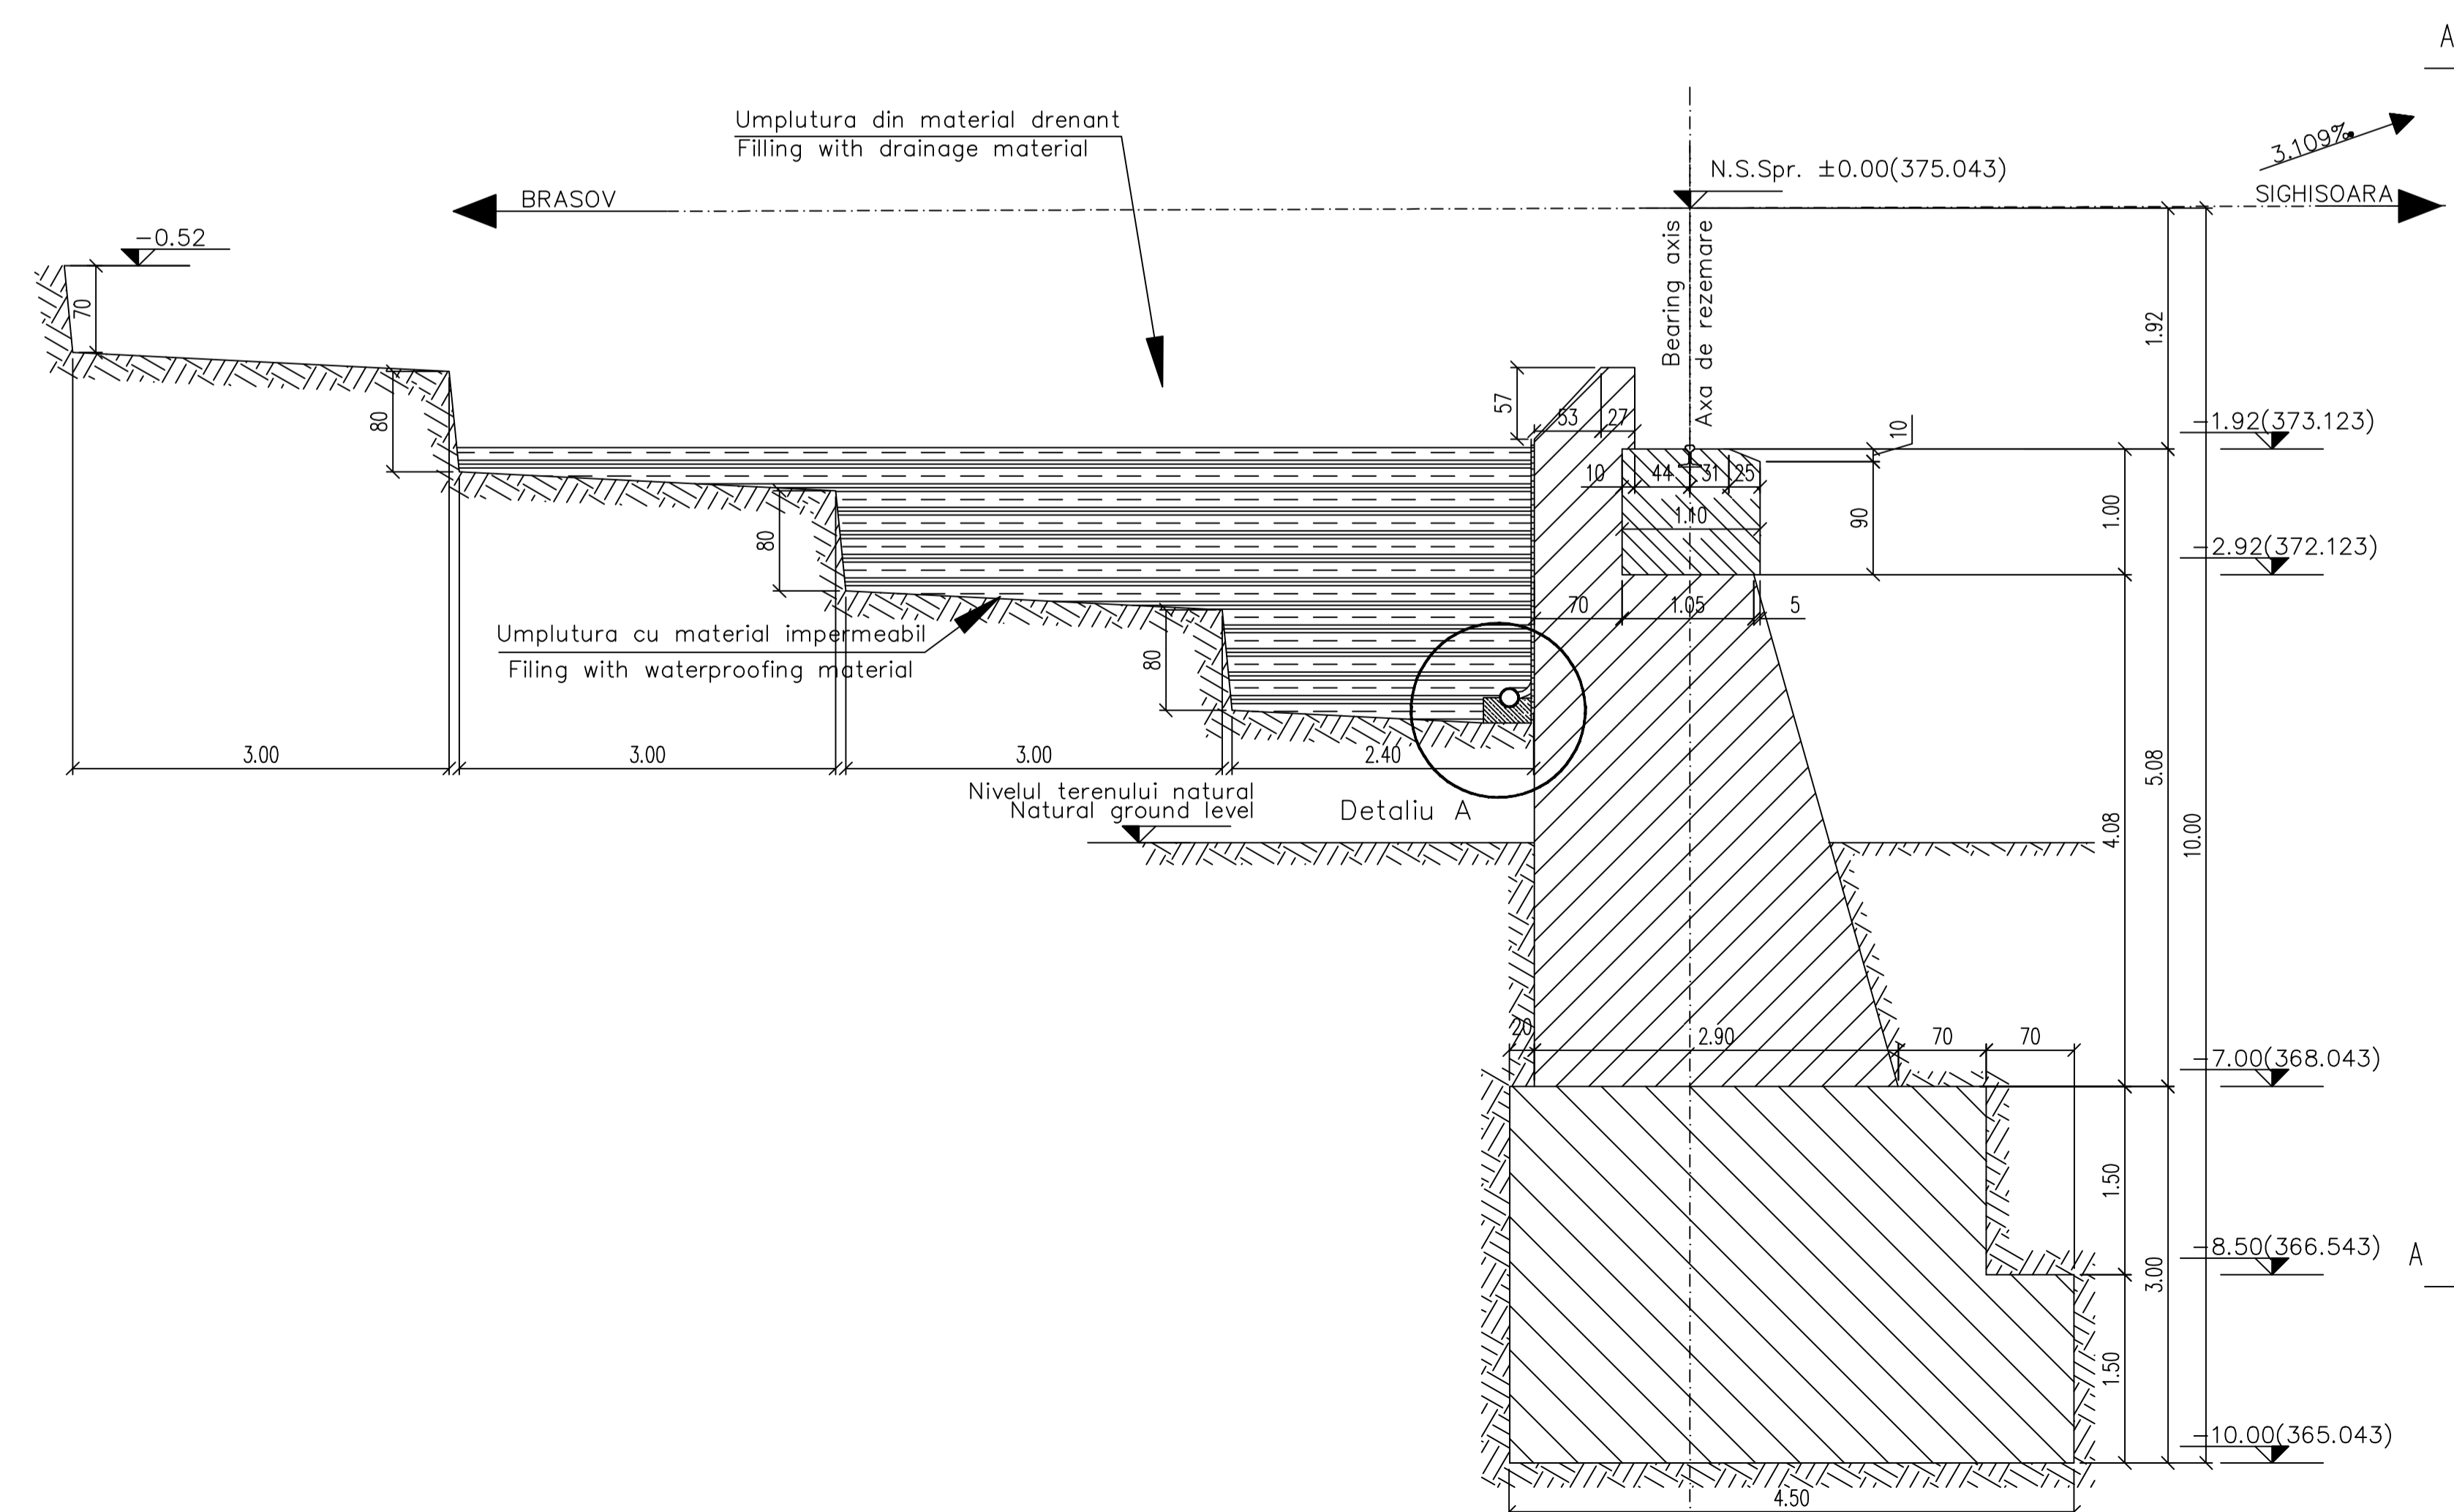 A
Umplutura din material drenant
Filling with drainage material
3.109‰
N.S.Spr. ±0.00(375.043)
BRASOV
SIGHISOARA
-0.52
Bearing axis
Axa de rezemare
70
1.92
80
57
53
27
10
-1.92(373.123)
10
44
31
25
1.10
90
1.00
80
-2.92(372.123)
70
1.05
5
Umplutura cu material impermeabil
Filing with waterproofing material
80
3.00
3.00
3.00
2.40
5.08
Nivelul terenului natural
Natural ground level
Detaliu A
4.08
10.00
20
2.90
70
70
-7.00(368.043)
1.50
-8.50(366.543)
A
3.00
1.50
-10.00(365.043)
4.50